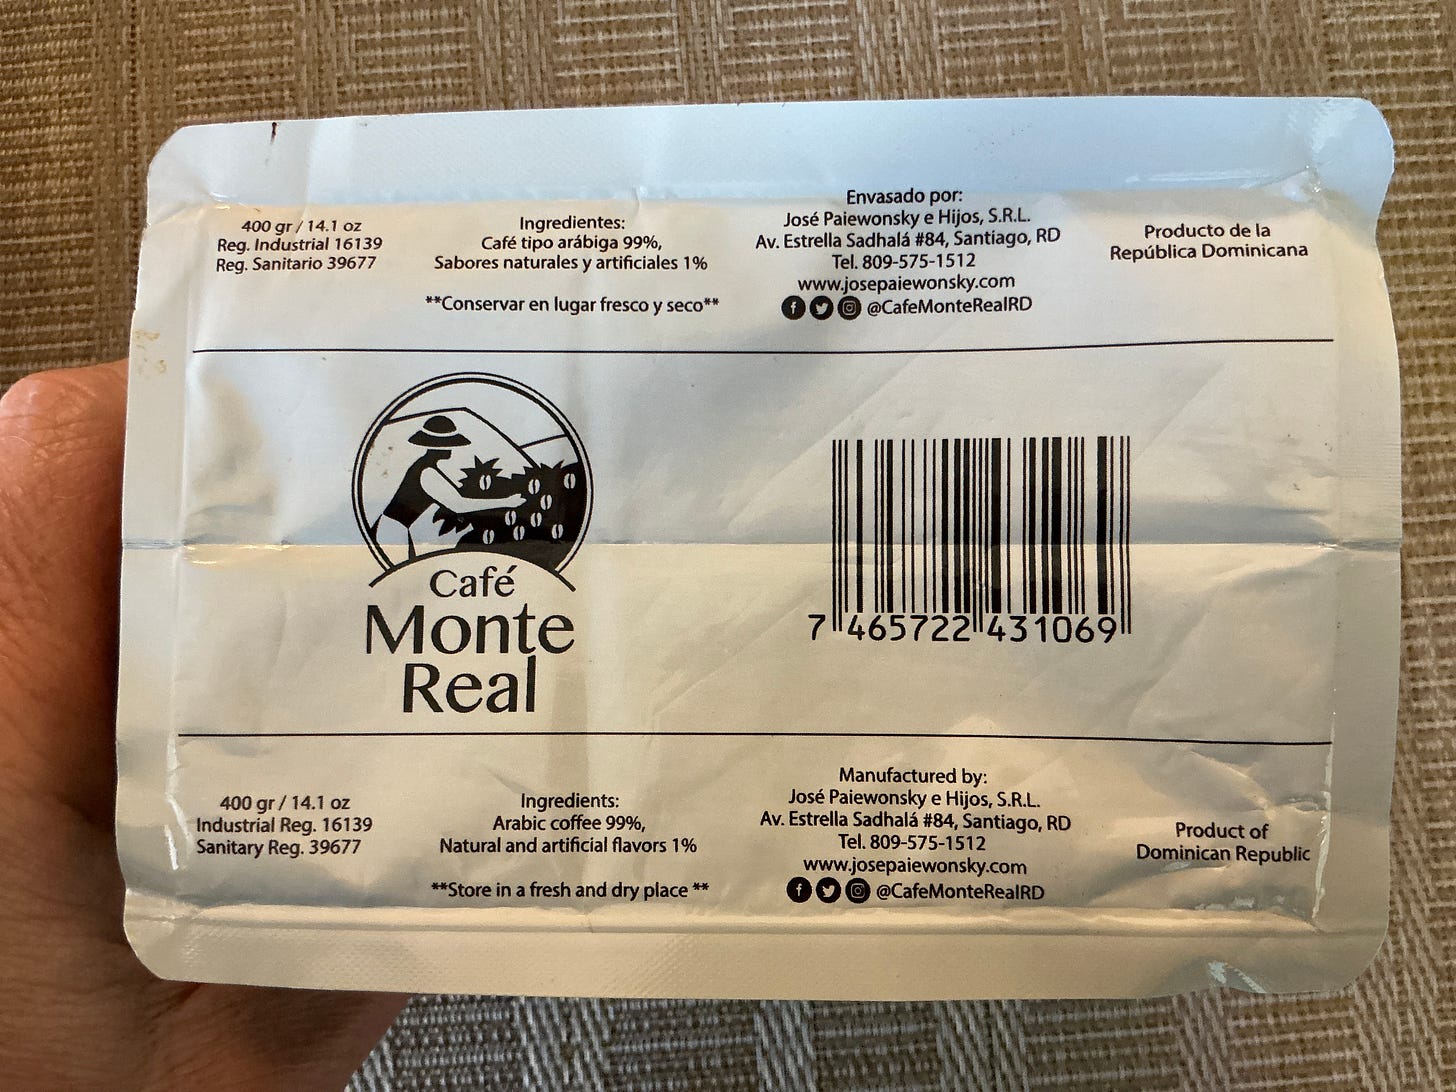 400 gr / 14.1 oz
Reg. Industrial 16139
Reg. Sanitario 39677
Ingredientes:
Café tipo arábiga 99%,
Sabores naturales y artificiales 1%
**Conservar en lugar fresco y seco**
Envasado por:
José Paiewonsky e Hijos, S.R.L.
Av. Estrella Sadhalá #84, Santiago, RD
Tel. 809-575-1512
www.josepaiewonsky.com
@CafeMonteRealRD
Producto de la
República Dominicana
Café
Monte
Real
7 465722 431069
400 gr / 14.1 oz
Industrial Reg. 16139
Sanitary Reg. 39677
Ingredients:
Arabic coffee 99%,
Natural and artificial flavors 1%
**Store in a fresh and dry place **
Manufactured by:
José Paiewonsky e Hijos, S.R.L.
Av. Estrella Sadhalá #84, Santiago, RD
Tel. 809-575-1512
www.josepaiewonsky.com
@CafeMonteRealRD
Product of
Dominican Republic